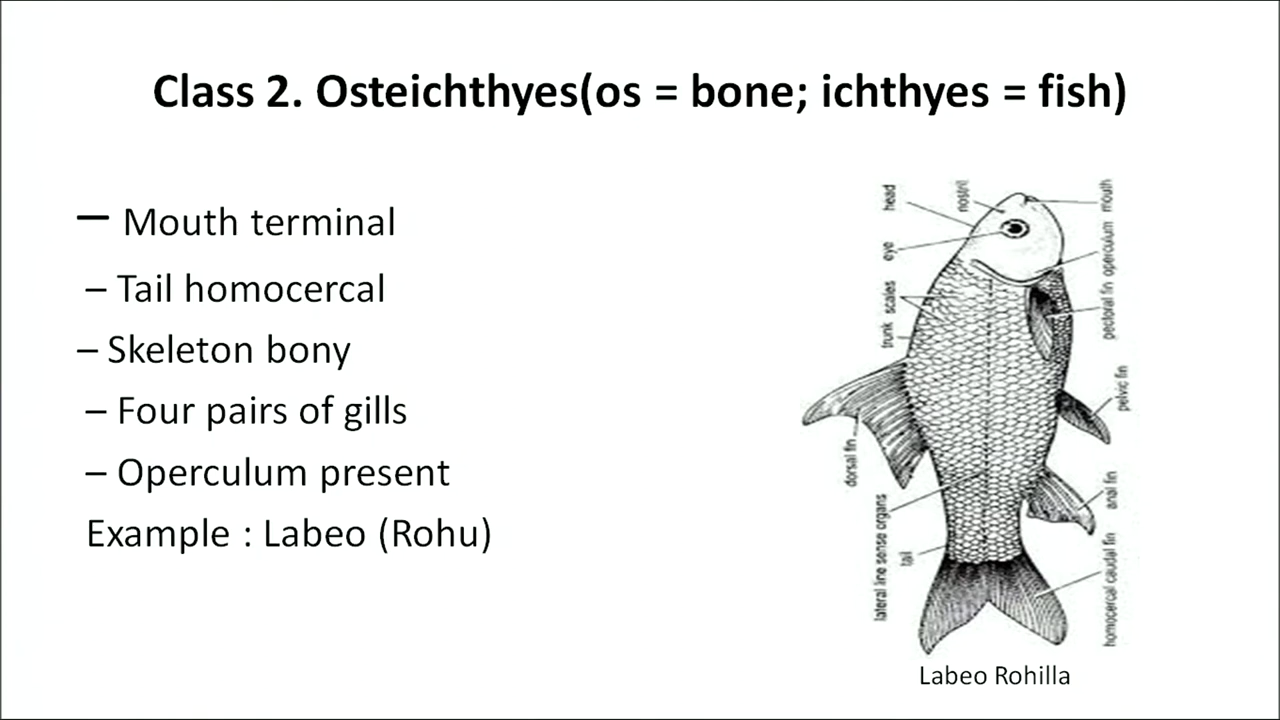 Class 2. Osteichthyes(os = bone; ichthyes = fish)
— Mouth terminal
– Tail homocercal
– Skeleton bony
– Four pairs of gills
– Operculum present
Example : Labeo (Rohu)
head
nostril
mouth
eye
operculum
scales
pectoral fin
trunk
pelvic fin
dorsal fin
anal fin
lateral line sense organs
tail
homocercal caudal fin
Labeo Rohilla